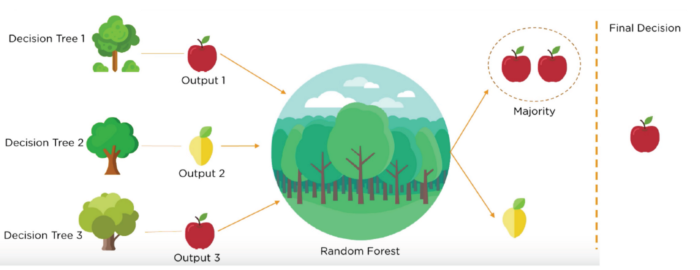 Decision Tree 1
Output 1
Decision Tree 2
Output 2
Decision Tree 3
Output 3
Random Forest
Majority
Final Decision